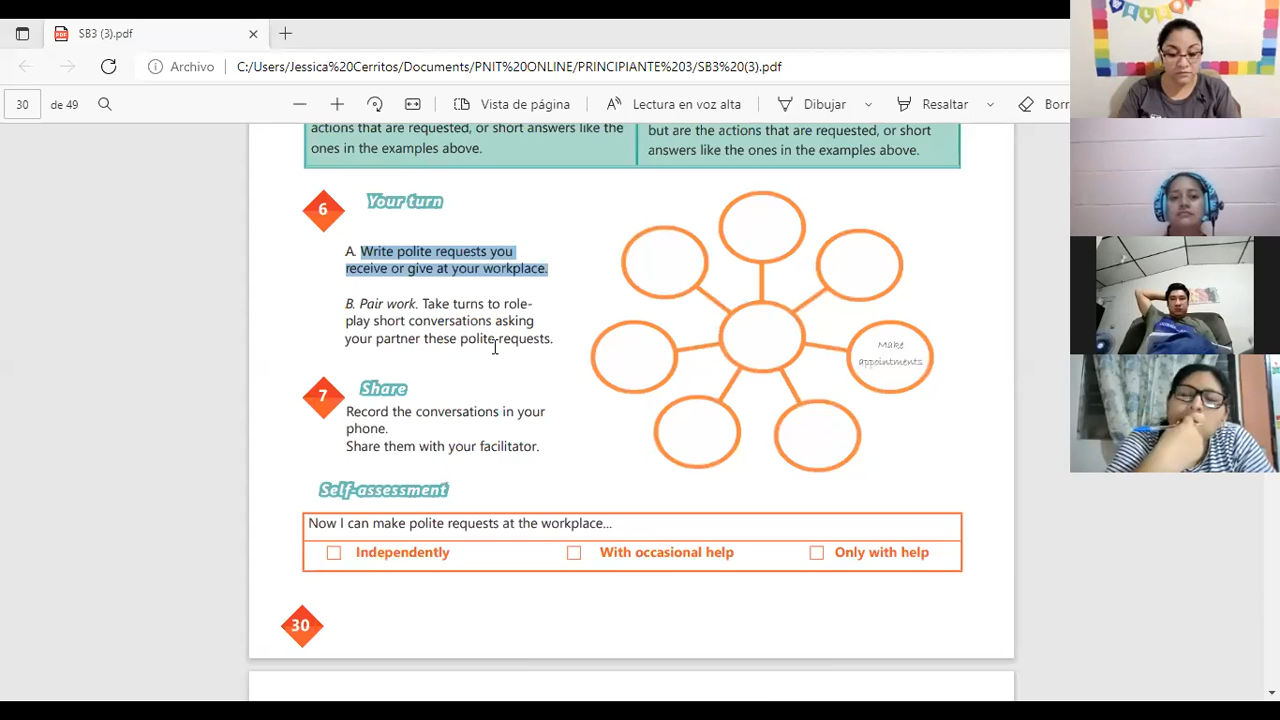 SB3 (3).pdf
Archivo
C:/Users/Jessica%20Cerritos/Documents/PNIT%20ONLINE/PRINCIPIANTE%203/SB3%20(3).pdf
30
de 49
Vista de página
Lectura en voz alta
Dibujar
Resaltar
Borr
actions that are requested, or short answers like the
ones in the examples above.
but are the actions that are requested, or short
answers like the ones in the examples above.
6
Your turn
A. Write polite requests you
receive or give at your workplace.
B. Pair work. Take turns to role-
play short conversations asking
your partner these polite requests.
Make
appointments
7
Share
Record the conversations in your
phone.
Share them with your facilitator.
Self-assessment
Now I can make polite requests at the workplace...
Independently
With occasional help
Only with help
30